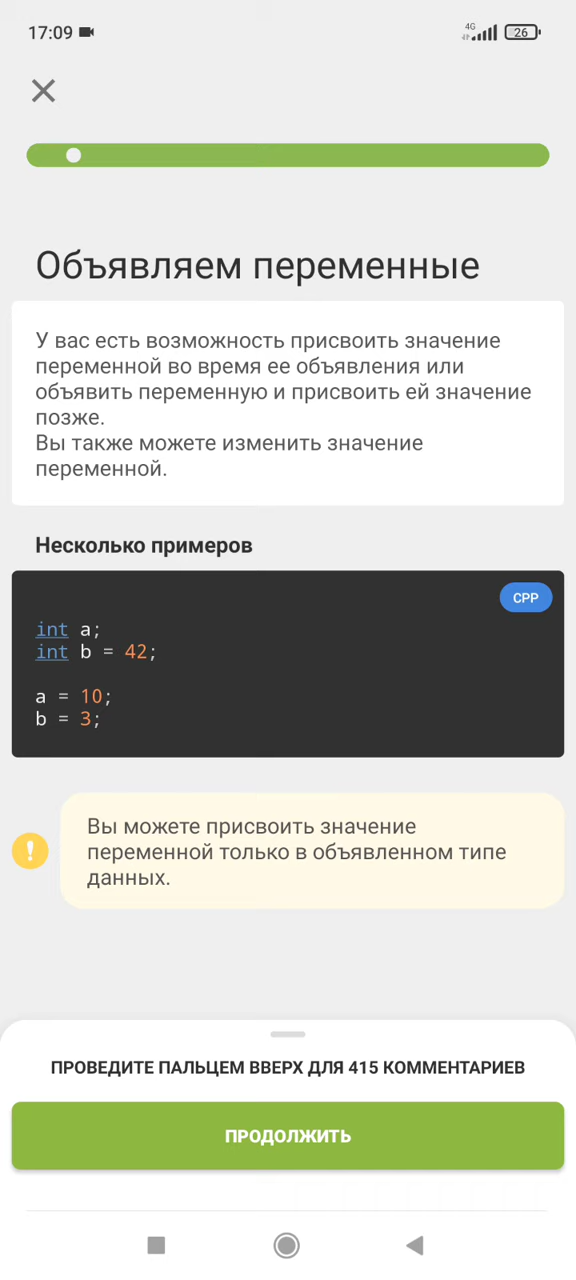 17:09
4G
26
Объявляем переменные
У вас есть возможность присвоить значение
переменной во время ее объявления или
объявить переменную и присвоить ей значение
позже.
Вы также можете изменить значение
переменной.
Несколько примеров
CPP
int a;
int b = 42;
a = 10;
b = 3;
Вы можете присвоить значение
переменной только в объявленном типе
данных.
ПРОВЕДИТЕ ПАЛЬЦЕМ ВВЕРХ ДЛЯ 415 КОММЕНТАРИЕВ
ПРОДОЛЖИТЬ